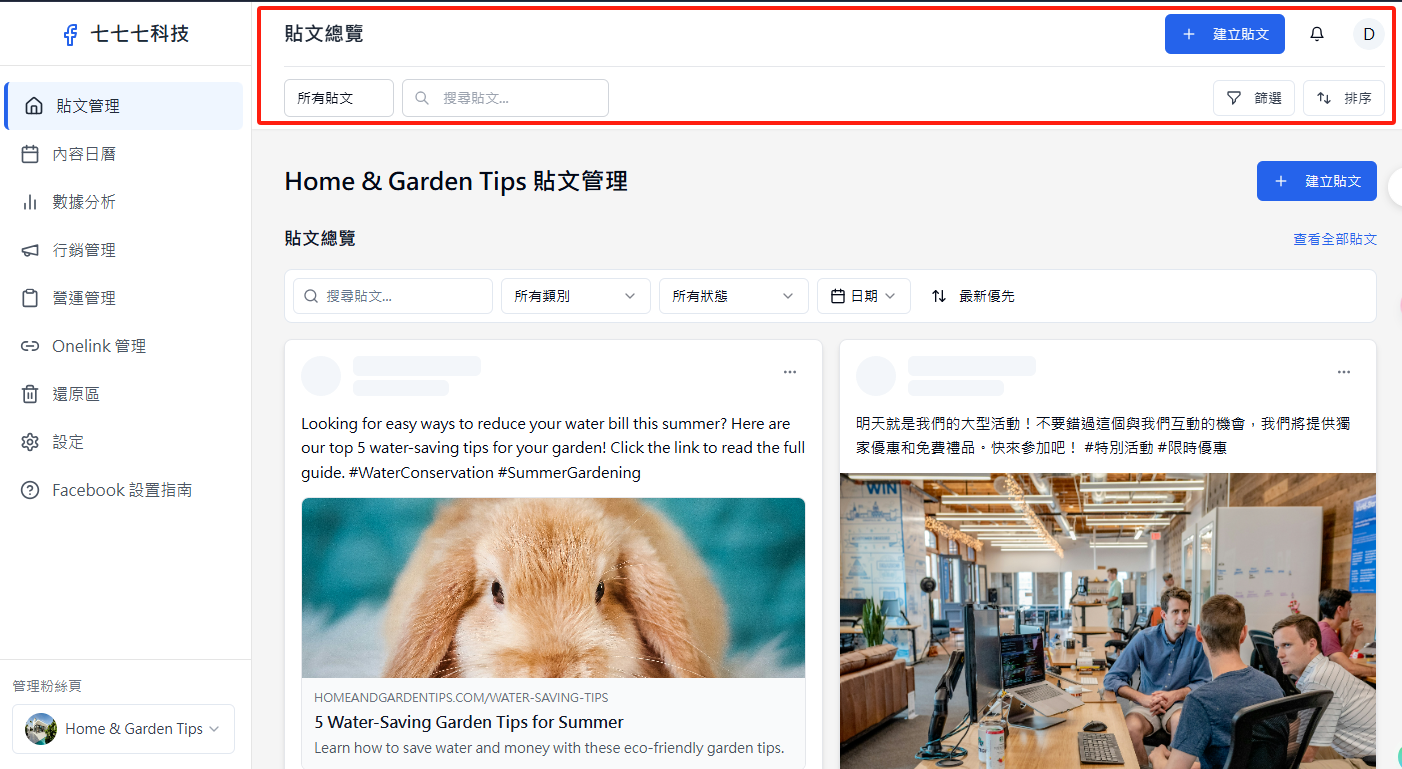 七七七科技
貼文管理
內容日曆
數據分析
行銷管理
營運管理
Onelink 管理
還原區
設定
Facebook 設置指南
管理粉絲頁
Home & Garden Tips
貼文總覽
建立貼文
D
所有貼文
搜尋貼文...
篩選
排序
Home & Garden Tips 貼文管理
建立貼文
貼文總覽
查看全部貼文
搜尋貼文...
所有類別
所有狀態
日期
最新優先
Looking for easy ways to reduce your water bill this summer? Here are
our top 5 water-saving tips for your garden! Click the link to read the full
guide. #WaterConservation #SummerGardening
HOMEANDGARDENTIPS.COM/WATER-SAVING-TIPS
5 Water-Saving Garden Tips for Summer
Learn how to save water and money with these eco-friendly garden tips.
明天就是我們的大型活動！不要錯過這個與我們互動的機會，我們將提供獨
家優惠和免費禮品。快來參加吧！ #特別活動 #限時優惠
WIN